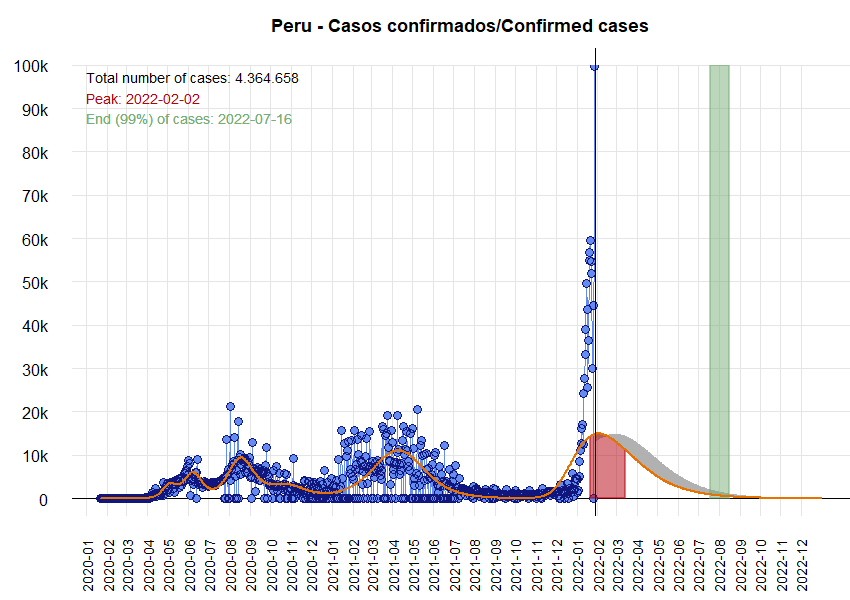 Peru - Casos confirmados/Confirmed cases
100k
90k
80k
70k
60k
50k
40k
30k
20k
10k
0
Total number of cases: 4.364.658
Peak: 2022-02-02
End (99%) of cases: 2022-07-16
2020-01
2020-02
2020-03
2020-04
2020-05
2020-06
2020-07
2020-08
2020-09
2020-10
2020-11
2020-12
2021-01
2021-02
2021-03
2021-04
2021-05
2021-06
2021-07
2021-08
2021-09
2021-10
2021-11
2021-12
2022-01
2022-02
2022-03
2022-04
2022-05
2022-06
2022-07
2022-08
2022-09
2022-10
2022-11
2022-12